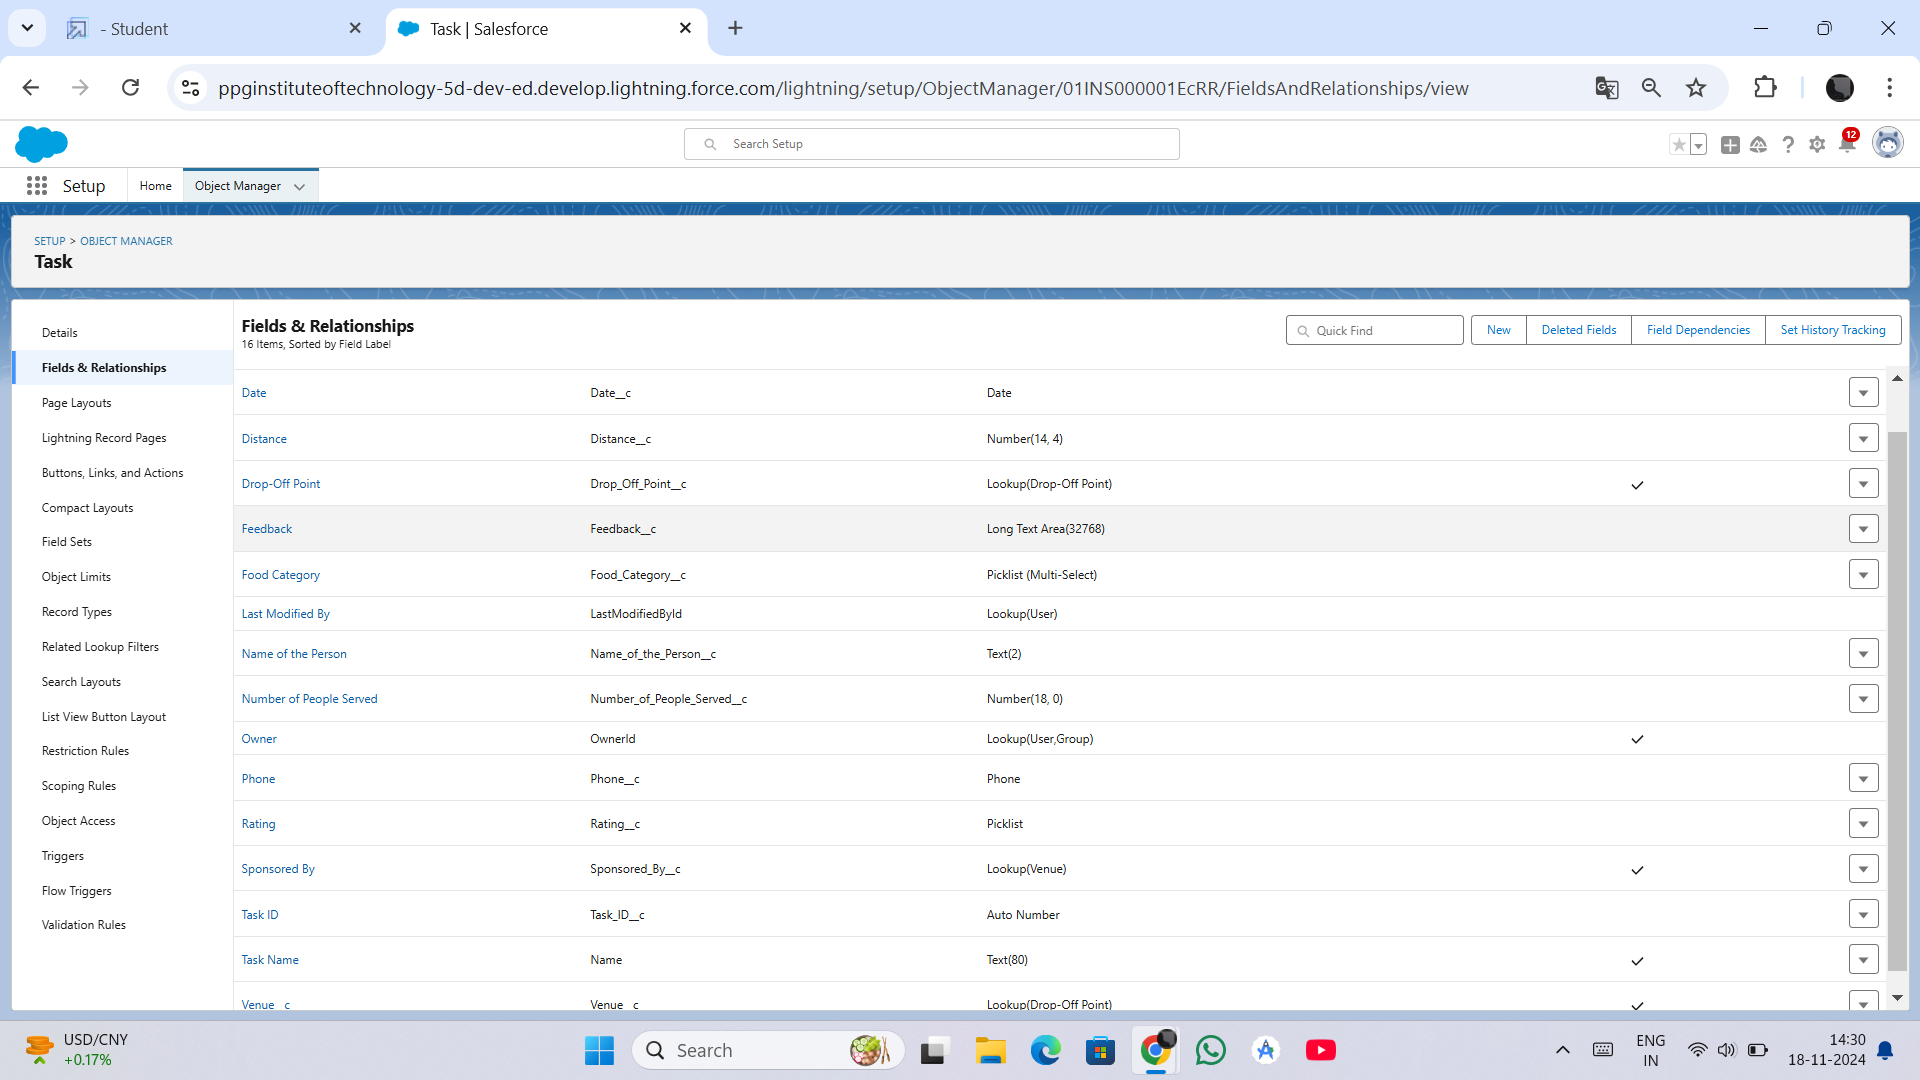 - Student
Task | Salesforce
ppginstituteoftechnology-5d-dev-ed.develop.lightning.force.com/lightning/setup/ObjectManager/01INS000001EcRR/FieldsAndRelationships/view
Search Setup
12
Setup
Home
Object Manager
SETUP > OBJECT MANAGER
Task
Details
Fields & Relationships
Page Layouts
Lightning Record Pages
Buttons, Links, and Actions
Compact Layouts
Field Sets
Object Limits
Record Types
Related Lookup Filters
Search Layouts
List View Button Layout
Restriction Rules
Scoping Rules
Object Access
Triggers
Flow Triggers
Validation Rules
Fields & Relationships
16 Items, Sorted by Field Label
Quick Find
New
Deleted Fields
Field Dependencies
Set History Tracking
Date Date__c Date
Distance Distance__c Number(14, 4)
Drop-Off Point Drop_Off_Point__c Lookup(Drop-Off Point)
Feedback Feedback__c Long Text Area(32768)
Food Category Food_Category__c Picklist (Multi-Select)
Last Modified By LastModifiedById Lookup(User)
Name of the Person Name_of_the_Person__c Text(2)
Number of People Served Number_of_People_Served__c Number(18, 0)
Owner OwnerId Lookup(User,Group)
Phone Phone__c Phone
Rating Rating__c Picklist
Sponsored By Sponsored_By__c Lookup(Venue)
Task ID Task_ID__c Auto Number
Task Name Name Text(80)
Venue__c Venue__c Lookup(Drop-Off Point)
USD/CNY
+0.17%
Search
ENG
IN
14:30
18-11-2024